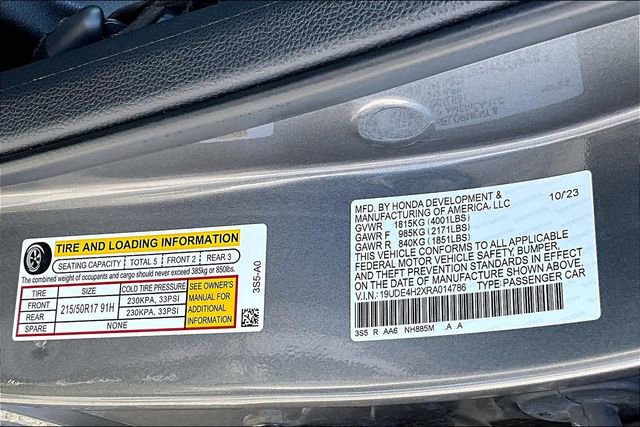 TIRE AND LOADING INFORMATION
SEATING CAPACITY TOTAL 5 FRONT 2 REAR 3
The combined weight of occupants and cargo should never exceed 385kg or 850lbs.
TIRE SIZE COLD TIRE PRESSURE
FRONT 215/50R17 91H 230KPA, 33PSI
REAR 230KPA, 33PSI
SPARE NONE
SEE OWNER'S
MANUAL FOR
ADDITIONAL
INFORMATION
3S5-A0
MFD. BY HONDA DEVELOPMENT & 10/23
MANUFACTURING OF AMERICA, LLC
GVWR 1815KG (4001LBS)
GAWR F 985KG (2171LBS)
GAWR R 840KG (1851LBS)
THIS VEHICLE CONFORMS TO ALL APPLICABLE
FEDERAL MOTOR VEHICLE SAFETY, BUMPER,
AND THEFT PREVENTION STANDARDS IN EFFECT
ON THE DATE OF MANUFACTURE SHOWN ABOVE.
V.I.N.: 19UDE4H2XRA014786 TYPE: PASSENGER CAR
3S5 R AA6 NH885M A A